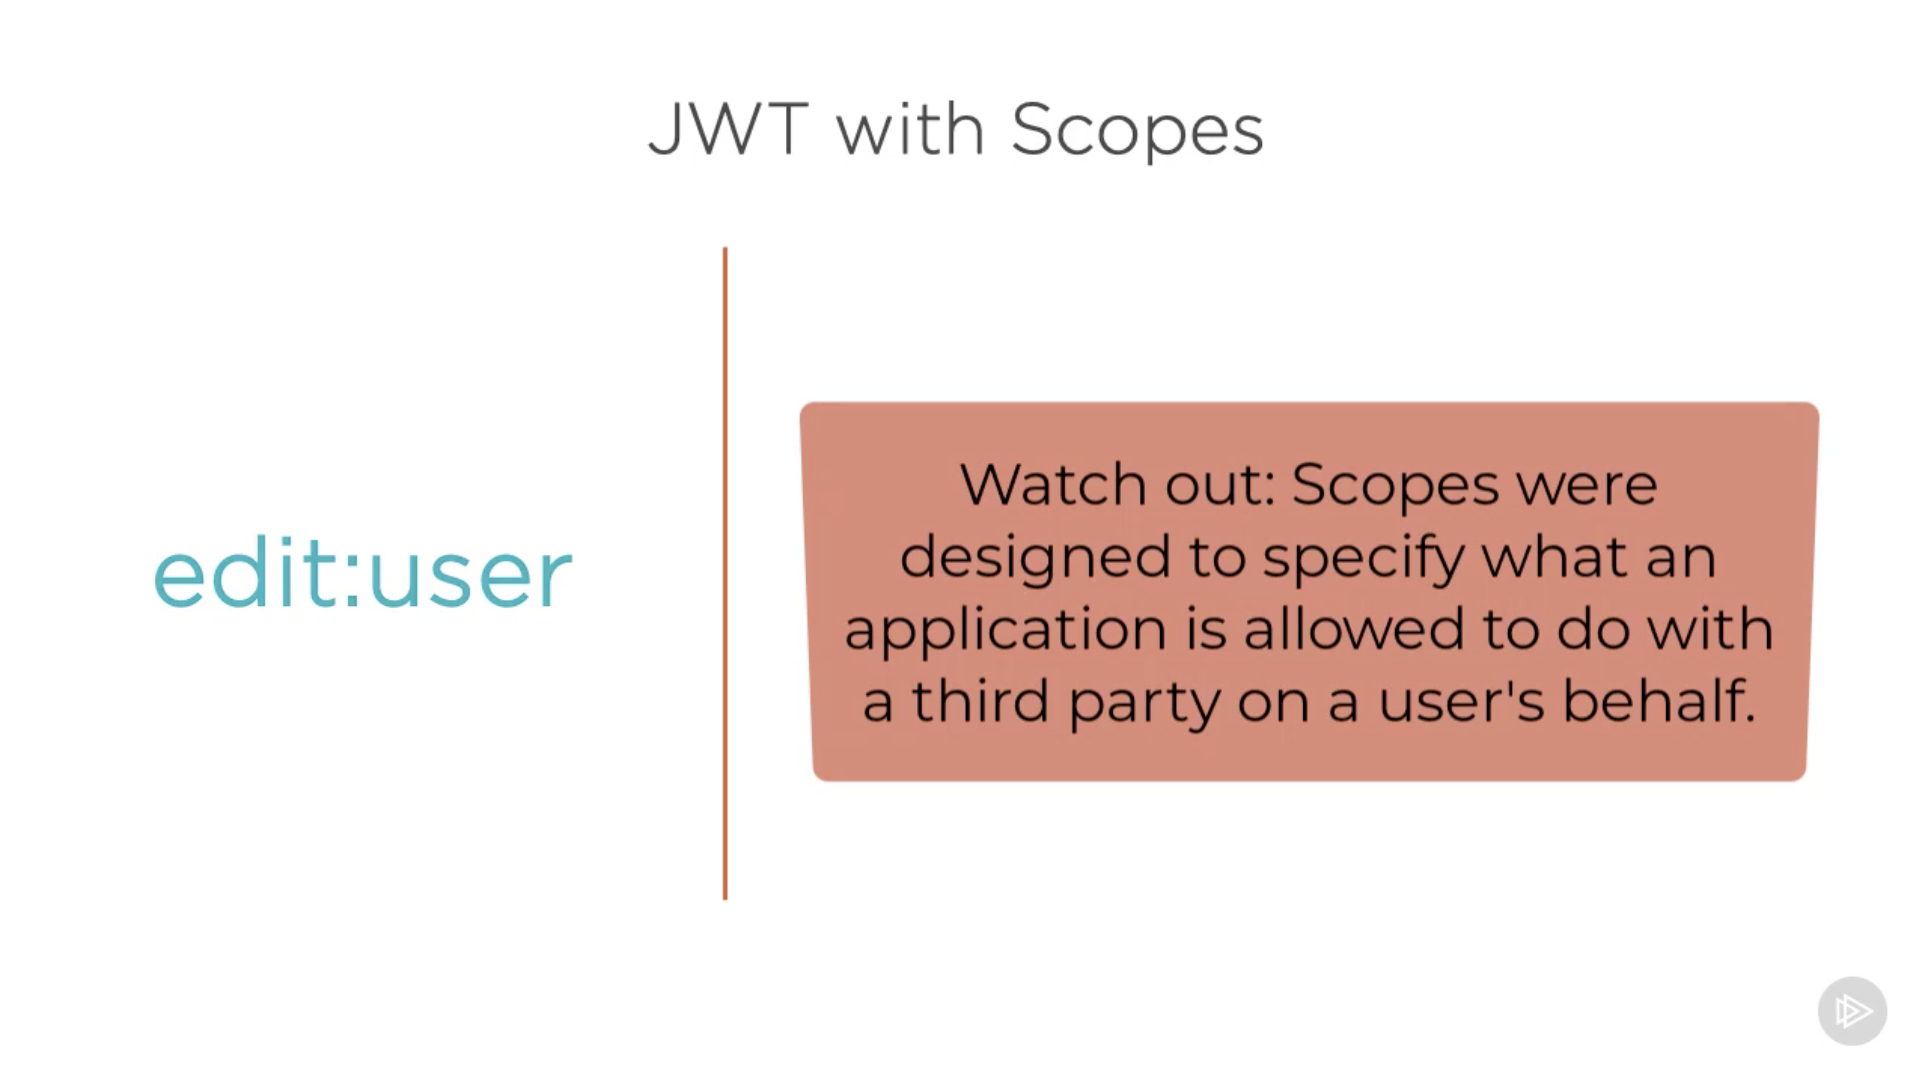 JWT with Scopes
edit:user
Watch out: Scopes were
designed to specify what an
application is allowed to do with
a third party on a user's behalf.